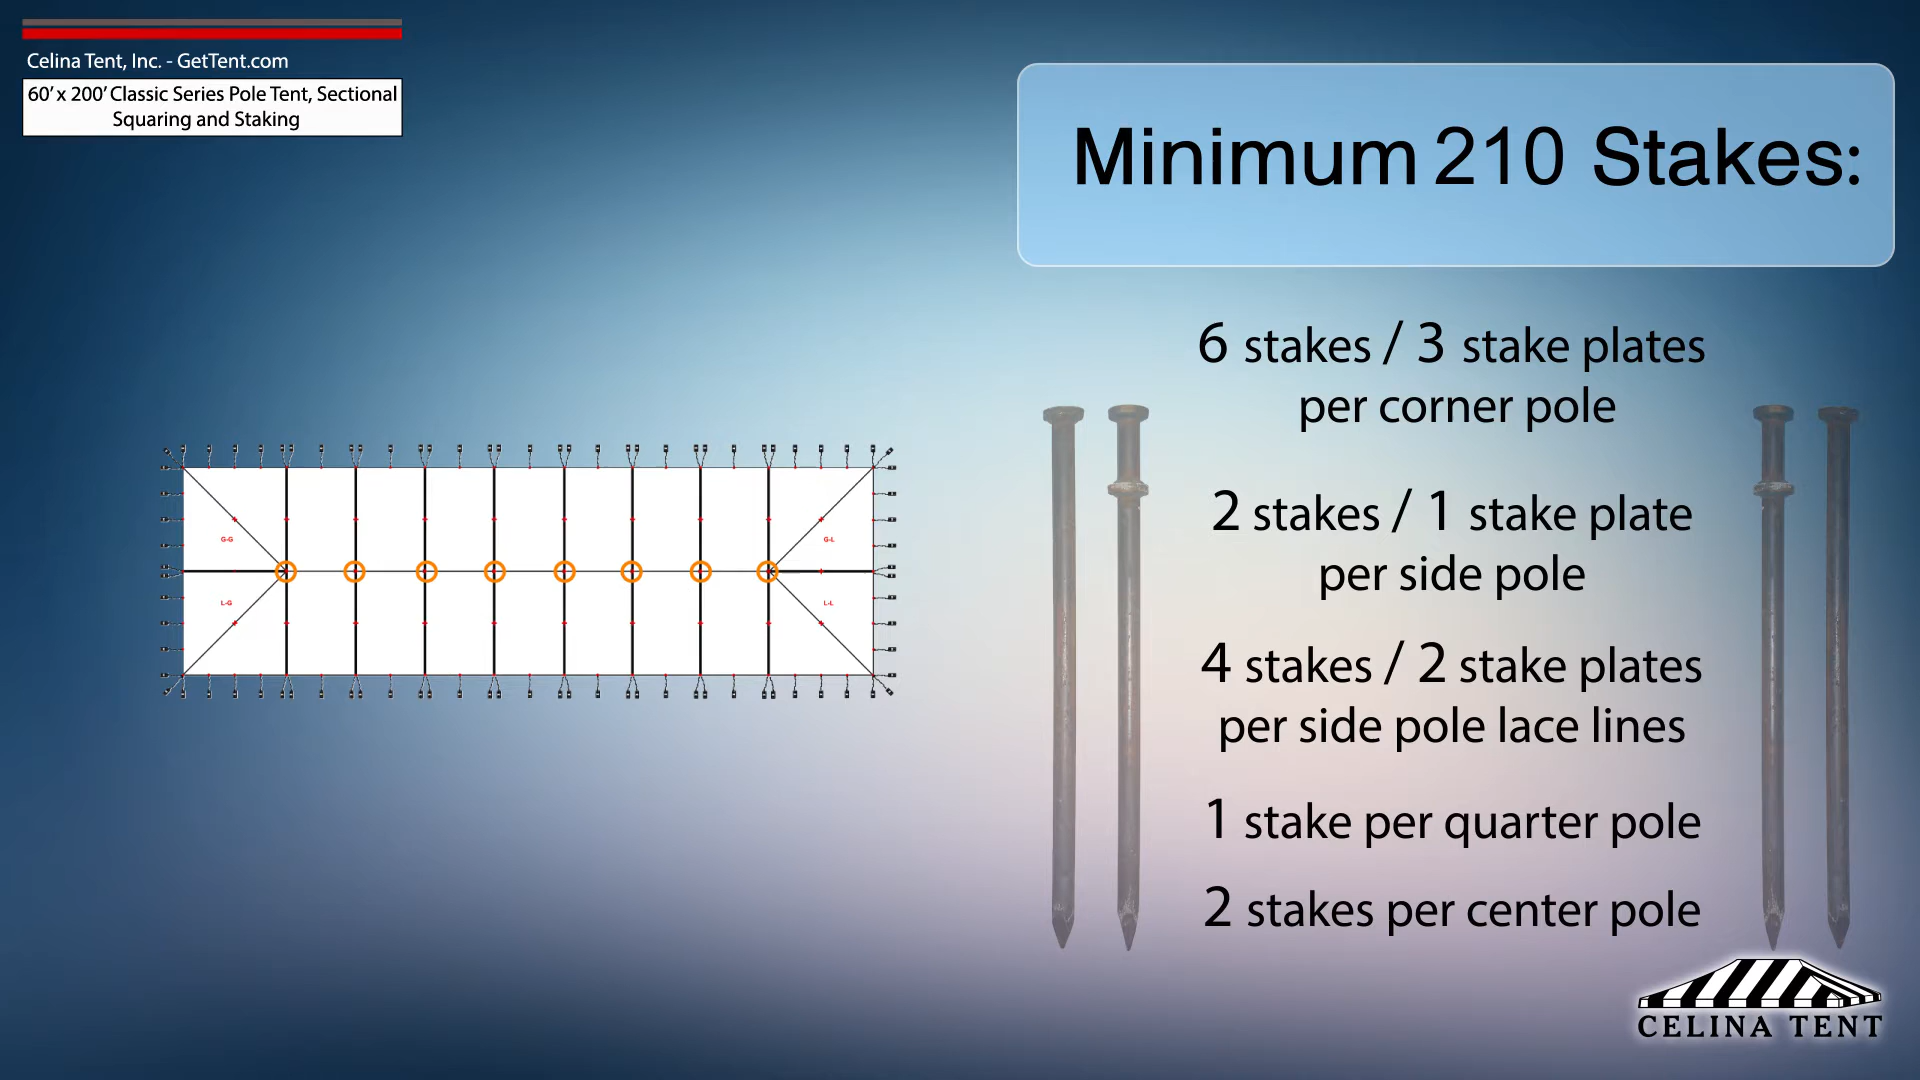 Celina Tent, Inc. - GetTent.com
60' x 200' Classic Series Pole Tent, Sectional
Squaring and Staking
Minimum 210 Stakes:
6 stakes / 3 stake plates
per corner pole
2 stakes / 1 stake plate
per side pole
4 stakes / 2 stake plates
per side pole lace lines
1 stake per quarter pole
2 stakes per center pole
G-G
G-L
L-G
L-L
CELINA TENT